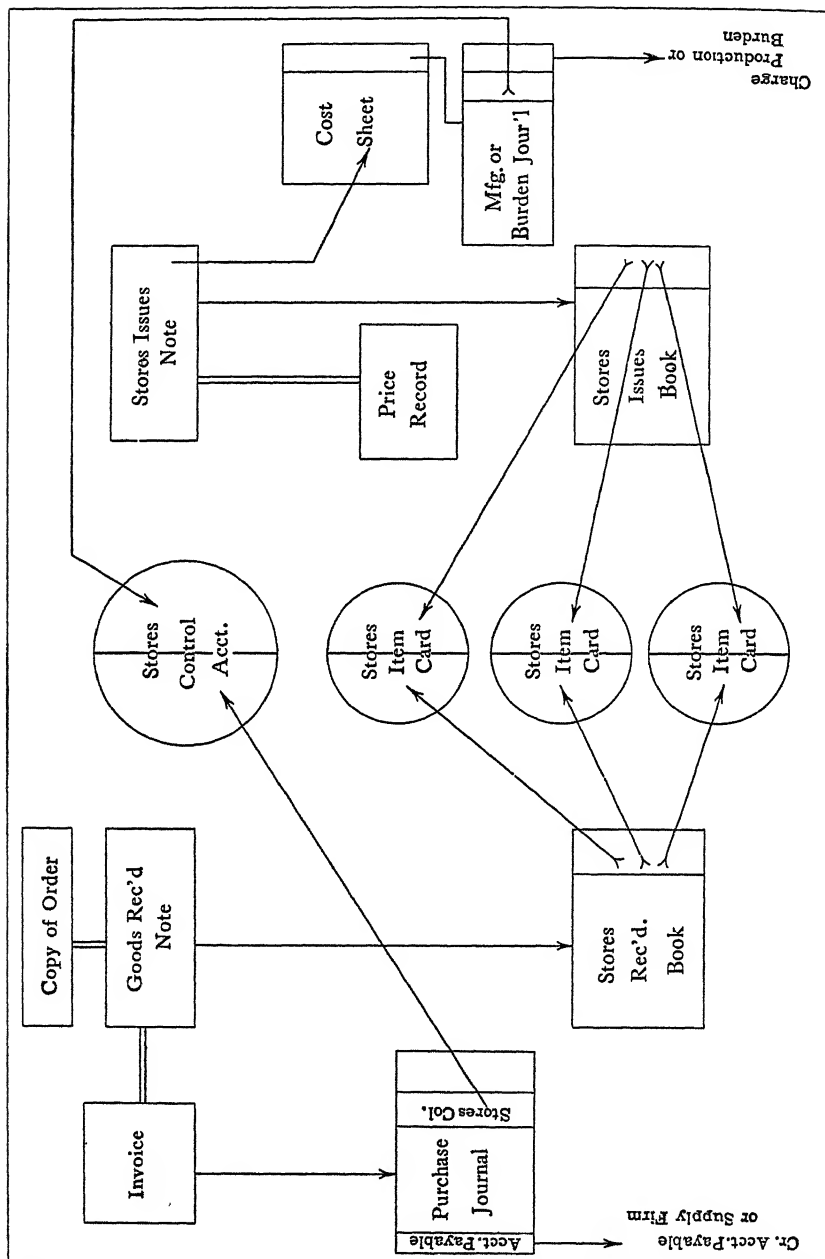 Copy of Order
Invoice
Goods Rec'd
Note
Acct. Payable
Purchase
Journal
Stores Col.
Cr. Acct. Payable
or Supply Firm
Stores
Rec'd.
Book
Stores
Control
Acct.
Stores
Item
Card
Stores
Item
Card
Stores
Item
Card
Stores Issues
Note
Price
Record
Stores
Issues
Book
Cost
Sheet
Mfg. or
Burden Jour'l
Charge
Production or
Burden